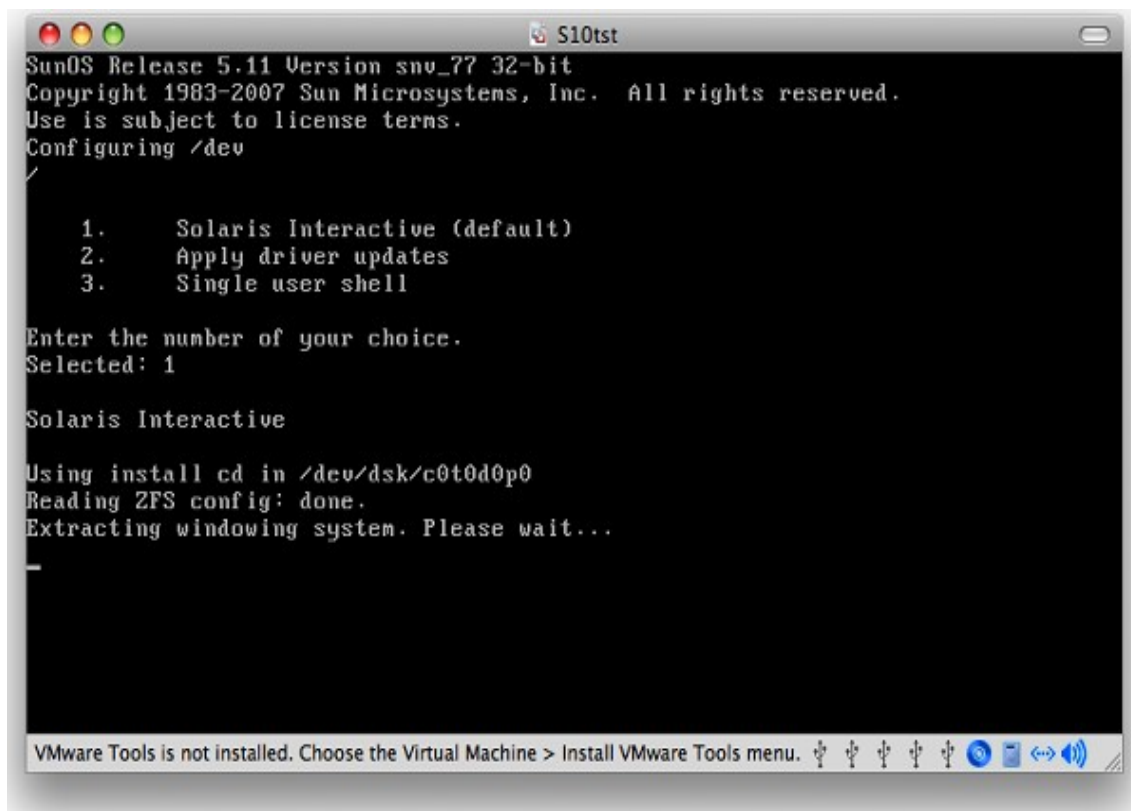 S10tst
SunOS Release 5.11 Version snv_77 32-bit
Copyright 1983-2007 Sun Microsystems, Inc.  All rights reserved.
Use is subject to license terms.
Configuring /dev
/
1.      Solaris Interactive (default)
2.      Apply driver updates
3.      Single user shell
Enter the number of your choice.
Selected: 1
Solaris Interactive
Using install cd in /dev/dsk/c0t0d0p0
Reading ZFS config: done.
Extracting windowing system. Please wait...
VMware Tools is not installed. Choose the Virtual Machine > Install VMware Tools menu.